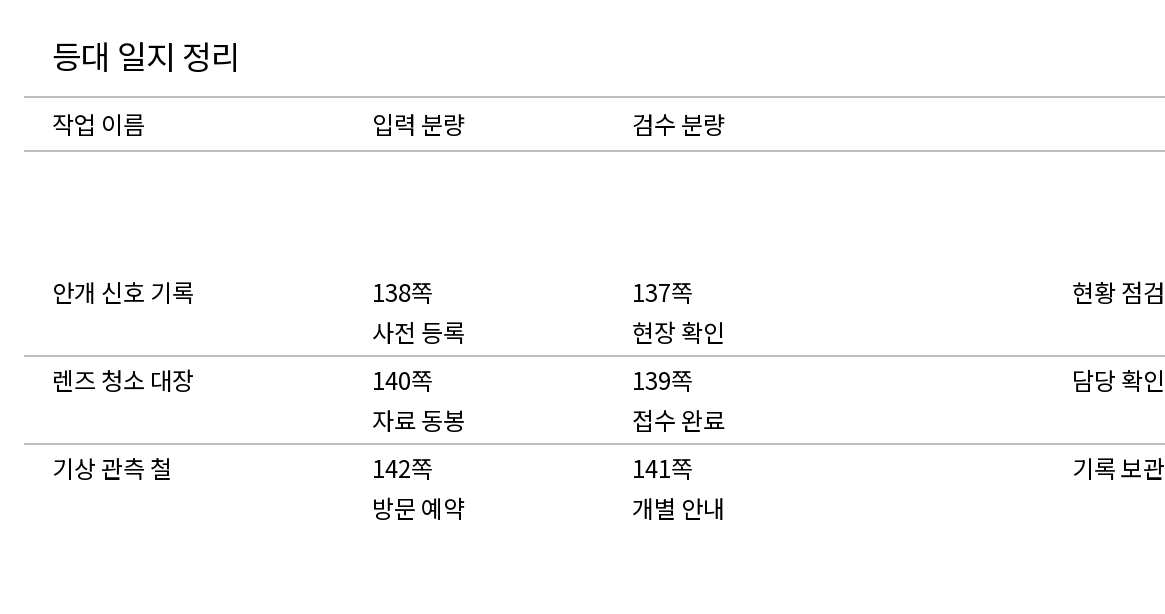 등대 일지 정리
작업 이름 입력 분량 검수 분량
안개 신호 기록 138쪽 137쪽 현황 점검
사전 등록 현장 확인
렌즈 청소 대장 140쪽 139쪽 담당 확인
자료 동봉 접수 완료
기상 관측 철 142쪽 141쪽 기록 보관
방문 예약 개별 안내